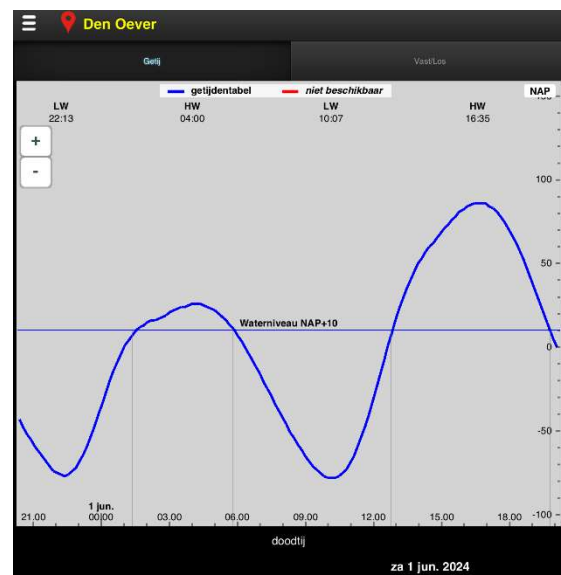 Den Oever
Getij Vast/Los
getijdentabel niet beschikbaar NAP
LW HW LW HW
22:13 04:00 10:07 16:35
+
-
100
50
Waterniveau NAP+10
0
-50
1 jun.
21.00 00.00 03.00 06.00 09.00 12.00 15.00 18.00 -100
doodtij
za 1 jun. 2024